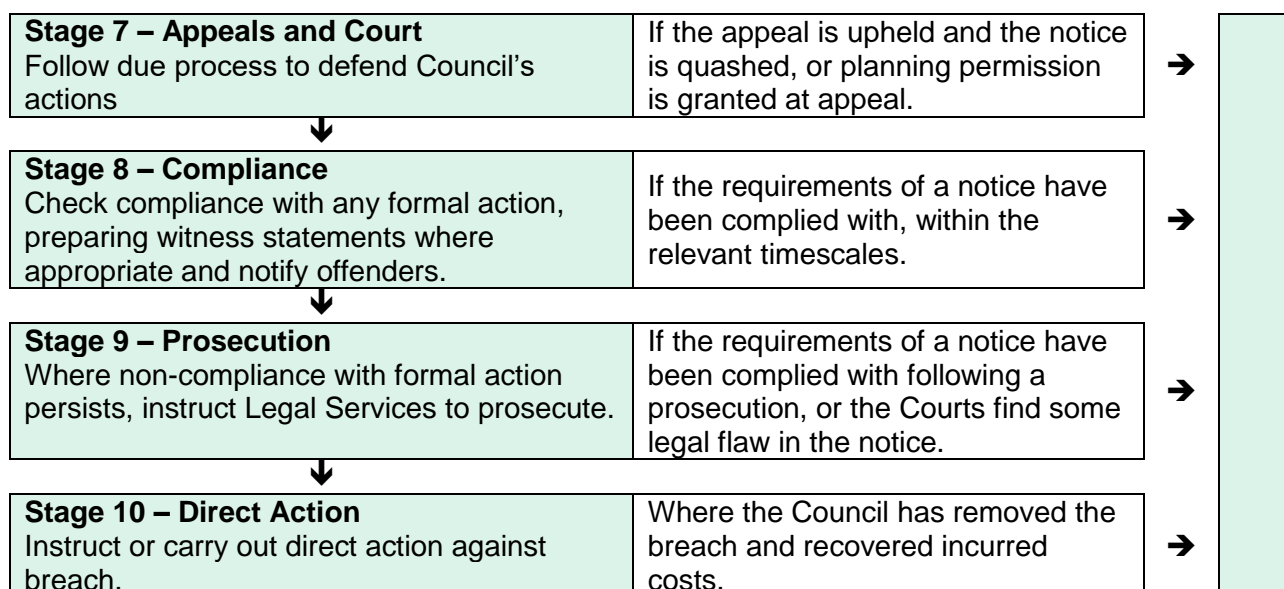 Stage 7 – Appeals and Court
Follow due process to defend Council's
actions
If the appeal is upheld and the notice
is quashed, or planning permission
is granted at appeal.
Stage 8 – Compliance
Check compliance with any formal action,
preparing witness statements where
appropriate and notify offenders.
If the requirements of a notice have
been complied with, within the
relevant timescales.
Stage 9 – Prosecution
Where non-compliance with formal action
persists, instruct Legal Services to prosecute.
If the requirements of a notice have
been complied with following a
prosecution, or the Courts find some
legal flaw in the notice.
Stage 10 – Direct Action
Instruct or carry out direct action against
breach.
Where the Council has removed the
breach and recovered incurred
costs.